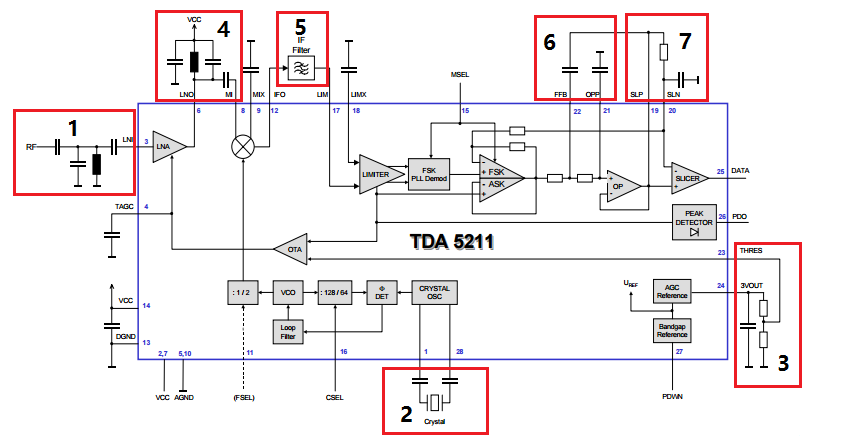 VCC
4
5
IF
Filter
6
7
1
RF
LNI
LNO
MI
MIX
IFO
LIM
LIMX
MSEL
FFB
OPP
SLP
SLN
6
8
9
12
17
18
15
22
21
19
20
3
LNA
LIMITER
FSK
PLL Demod
-
+ FSK
- ASK
+
+
OP
-
-
SLICER
+
25
DATA
PEAK
DETECTOR
26
PDO
TAGC
4
OTA
TDA 5211
23
THRES
: 1 / 2
VCO
: 128 / 64
Φ
DET
CRYSTAL
OSC
Loop
Filter
UREF
AGC
Reference
Bandgap
Reference
24
3VOUT
3
VCC
14
DGND
13
2,7
5,10
11
16
1
28
27
VCC
AGND
(FSEL)
CSEL
2
Crystal
PDWN